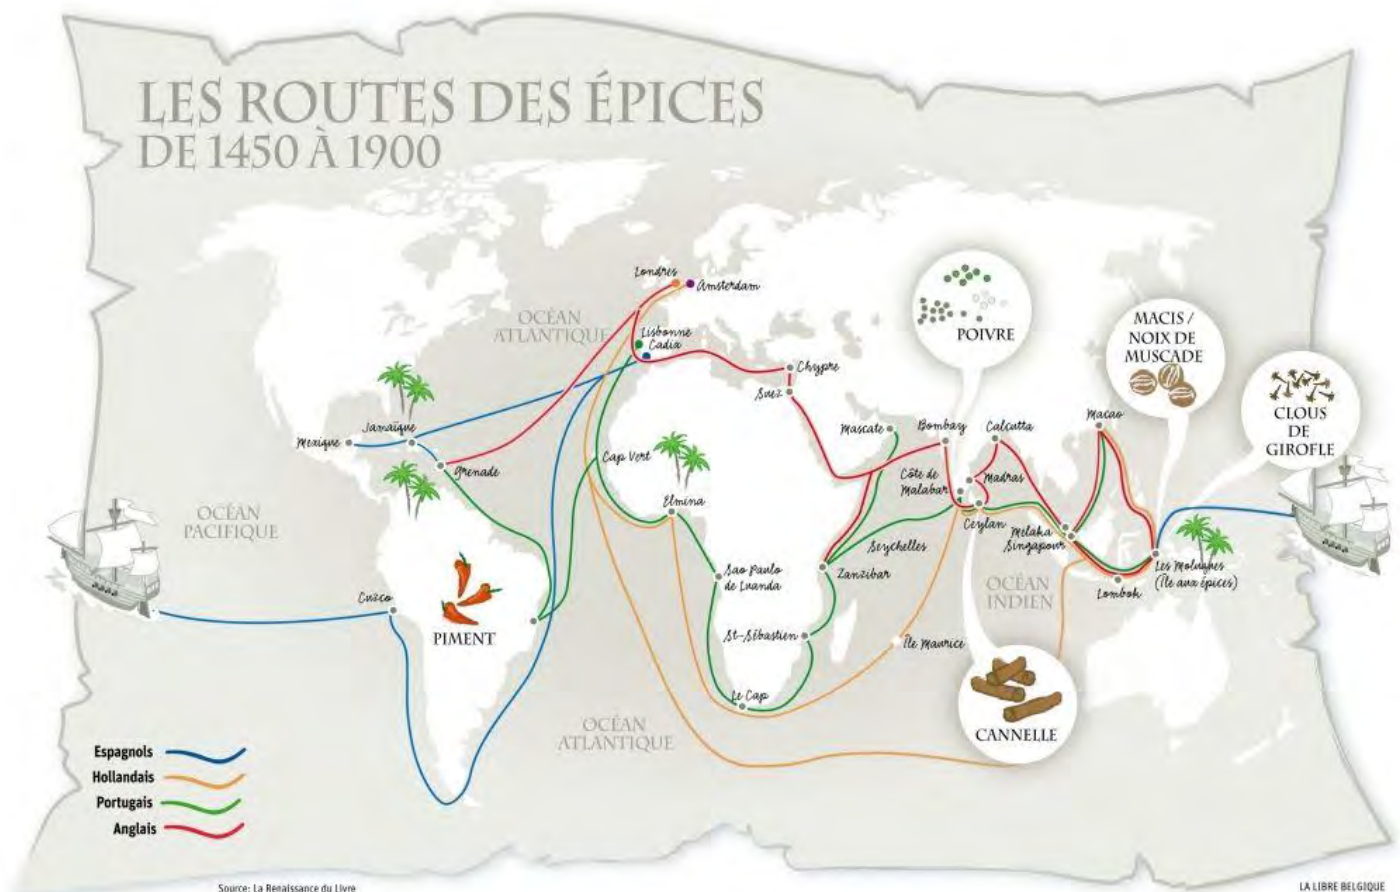 LES ROUTES DES ÉPICES
DE 1450 À 1900
Londres
Amsterdam
OCÉAN
ATLANTIQUE
Lisbonne
Cadix
POIVRE
MACIS /
NOIX DE
MUSCADE
CLOUS
DE
GIROFLE
Chypre
Suez
Mexique
Jamaïque
Grenade
Cap Vert
Elmina
Mascate
Bombay
Calcutta
Macao
Côte de
Malabar
Madras
Ceylan
Melaka
Singapour
Les Moluques
(Île aux épices)
Lombok
OCÉAN
PACIFIQUE
Seychelles
Zanzibar
OCÉAN
INDIEN
Sao Paulo
de Luanda
Cuzco
PIMENT
St-Sébastien
Île Maurice
Le Cap
OCÉAN
ATLANTIQUE
CANNELLE
Espagnols
Hollandais
Portugais
Anglais
Source: La Renaissance du Livre
LA LIBRE BELGIQUE